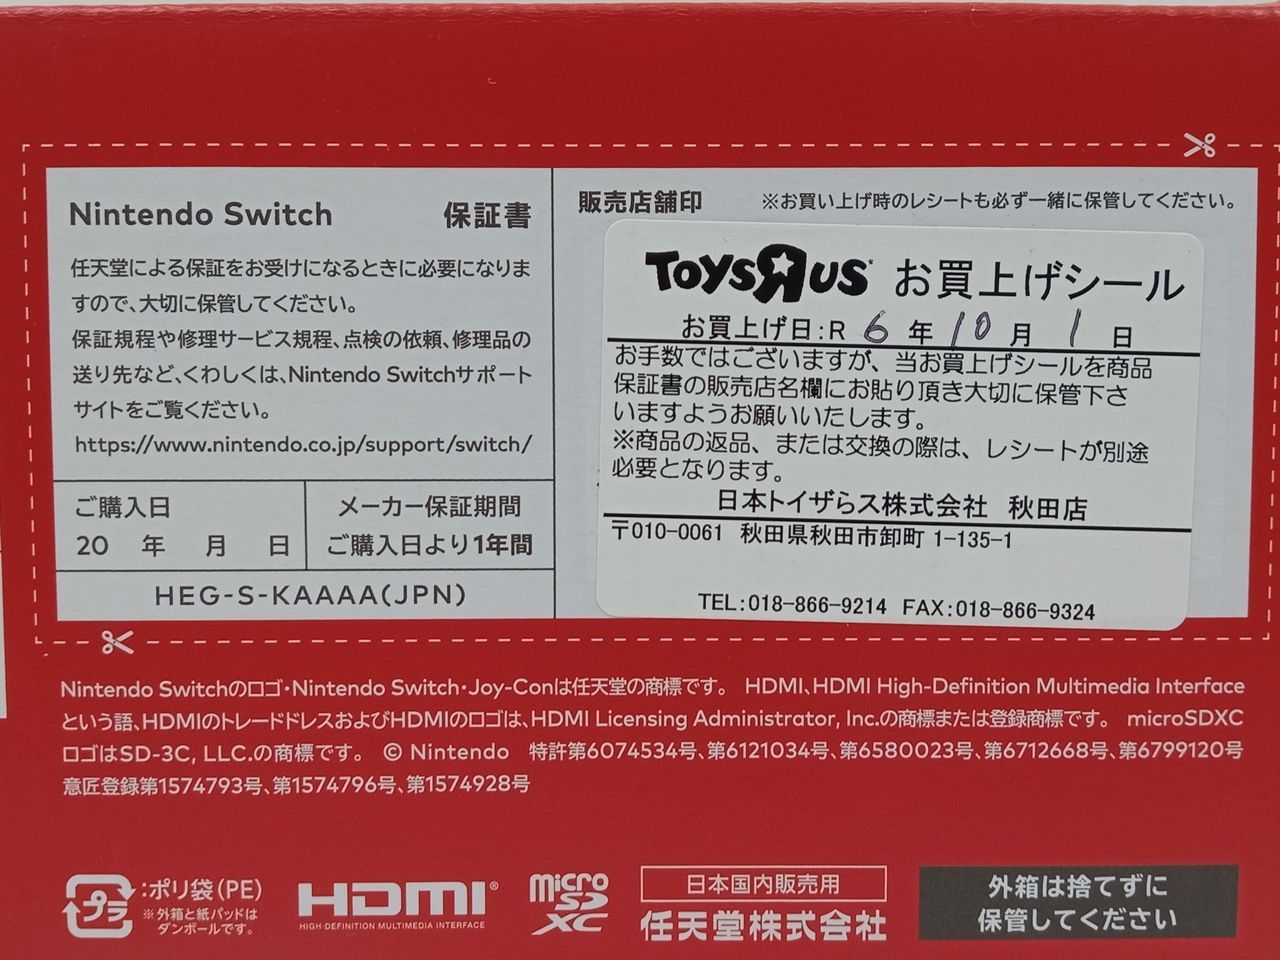 Nintendo Switch 保証書
任天堂による保証をお受けになるときに必要になりま
すので、大切に保管してください。
保証規程や修理サービス規程、点検の依頼、修理品の
送り先など、くわしくは、Nintendo Switchサポート
サイトをご覧ください。
https://www.nintendo.co.jp/support/switch/
ご購入日
20 年 月 日
メーカー保証期間
ご購入日より1年間
HEG-S-KAAAA(JPN)
販売店舗印 ※お買い上げ時のレシートも必ず一緒に保管してください。
TOYSЯUS お買上げシール
お買上げ日:R 6 年 10 月 1 日
お手数ではございますが、当お買上げシールを商品
保証書の販売店名欄にお貼り頂き大切に保管下さ
いますようお願いいたします。
※商品の返品、または交換の際は、レシートが別途
必要となります。
日本トイザらス株式会社 秋田店
〒010-0061 秋田県秋田市卸町 1-135-1
TEL:018-866-9214 FAX:018-866-9324
Nintendo Switchのロゴ・Nintendo Switch・Joy-Conは任天堂の商標です。 HDMI、HDMI High-Definition Multimedia Interface
という語、HDMIのトレードドレスおよびHDMIのロゴは、HDMI Licensing Administrator, Inc.の商標または登録商標です。 microSDXC
ロゴはSD-3C, LLC.の商標です。 © Nintendo 特許第6074534号、第6121034号、第6580023号、第6712668号、第6799120号
意匠登録第1574793号、第1574796号、第1574928号
プラ :ポリ袋(PE)
※外箱と紙パッドは
ダンボールです。
HDMI®
HIGH-DEFINITION MULTIMEDIA INTERFACE
micro
SD
XC
日本国内販売用
任天堂株式会社
外箱は捨てずに
保管してください